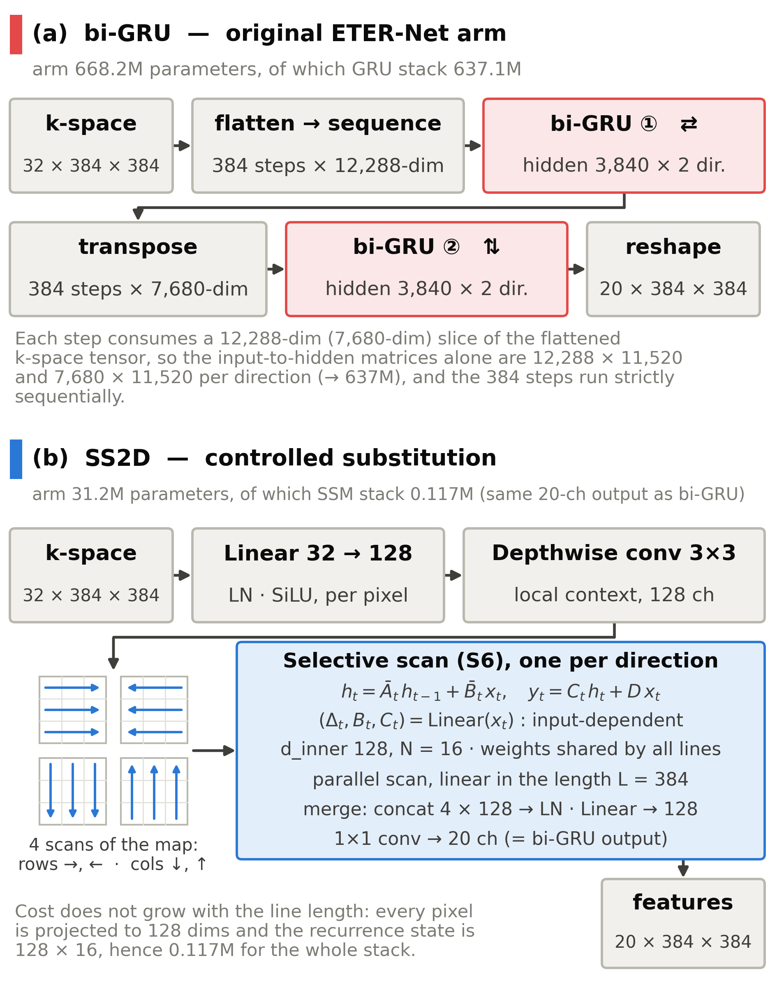 (a) bi-GRU — original ETER-Net arm
arm 668.2M parameters, of which GRU stack 637.1M
k-space
32 × 384 × 384
flatten → sequence
384 steps × 12,288-dim
bi-GRU ① ⇄
hidden 3,840 × 2 dir.
transpose
384 steps × 7,680-dim
bi-GRU ② ⇅
hidden 3,840 × 2 dir.
reshape
20 × 384 × 384
Each step consumes a 12,288-dim (7,680-dim) slice of the flattened
k-space tensor, so the input-to-hidden matrices alone are 12,288 × 11,520
and 7,680 × 11,520 per direction (→ 637M), and the 384 steps run strictly
sequentially.
(b) SS2D — controlled substitution
arm 31.2M parameters, of which SSM stack 0.117M (same 20-ch output as bi-GRU)
k-space
32 × 384 × 384
Linear 32 → 128
LN · SiLU, per pixel
Depthwise conv 3×3
local context, 128 ch
4 scans of the map:
rows →, ← · cols ↓, ↑
Selective scan (S6), one per direction
h_t = Ā_t h_{t−1} + B̄_t x_t, y_t = C_t h_t + D x_t
(Δ_t, B_t, C_t) = Linear(x_t) : input-dependent
d_inner 128, N = 16 · weights shared by all lines
parallel scan, linear in the length L = 384
merge: concat 4 × 128 → LN · Linear → 128
1×1 conv → 20 ch (= bi-GRU output)
features
20 × 384 × 384
Cost does not grow with the line length: every pixel
is projected to 128 dims and the recurrence state is
128 × 16, hence 0.117M for the whole stack.